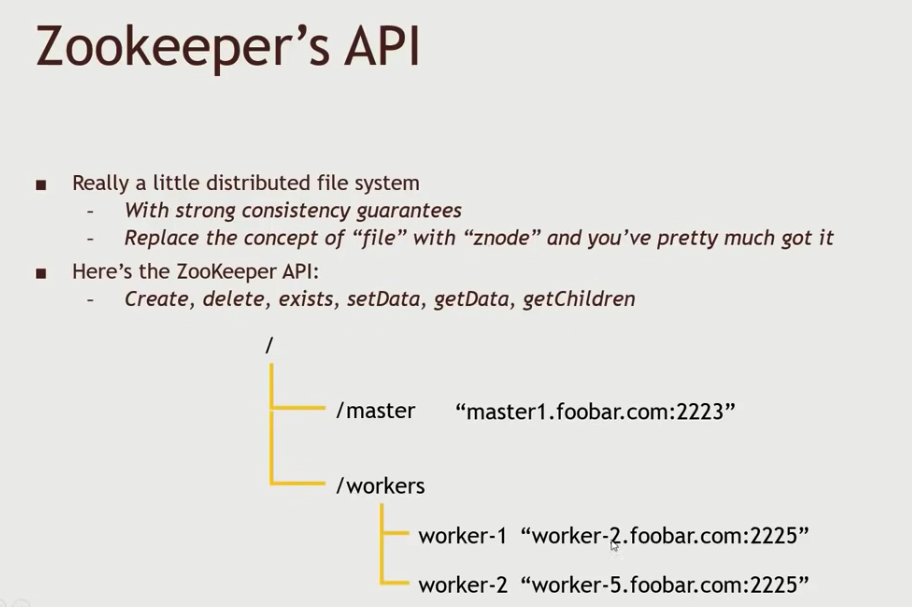 Zookeeper’s API
■ Really a little distributed file system
- With strong consistency guarantees
- Replace the concept of “file” with “znode” and you’ve pretty much got it
■ Here’s the ZooKeeper API:
- Create, delete, exists, setData, getData, getChildren
/
/master “master1.foobar.com:2223”
/workers
worker-1 “worker-2.foobar.com:2225”
worker-2 “worker-5.foobar.com:2225”